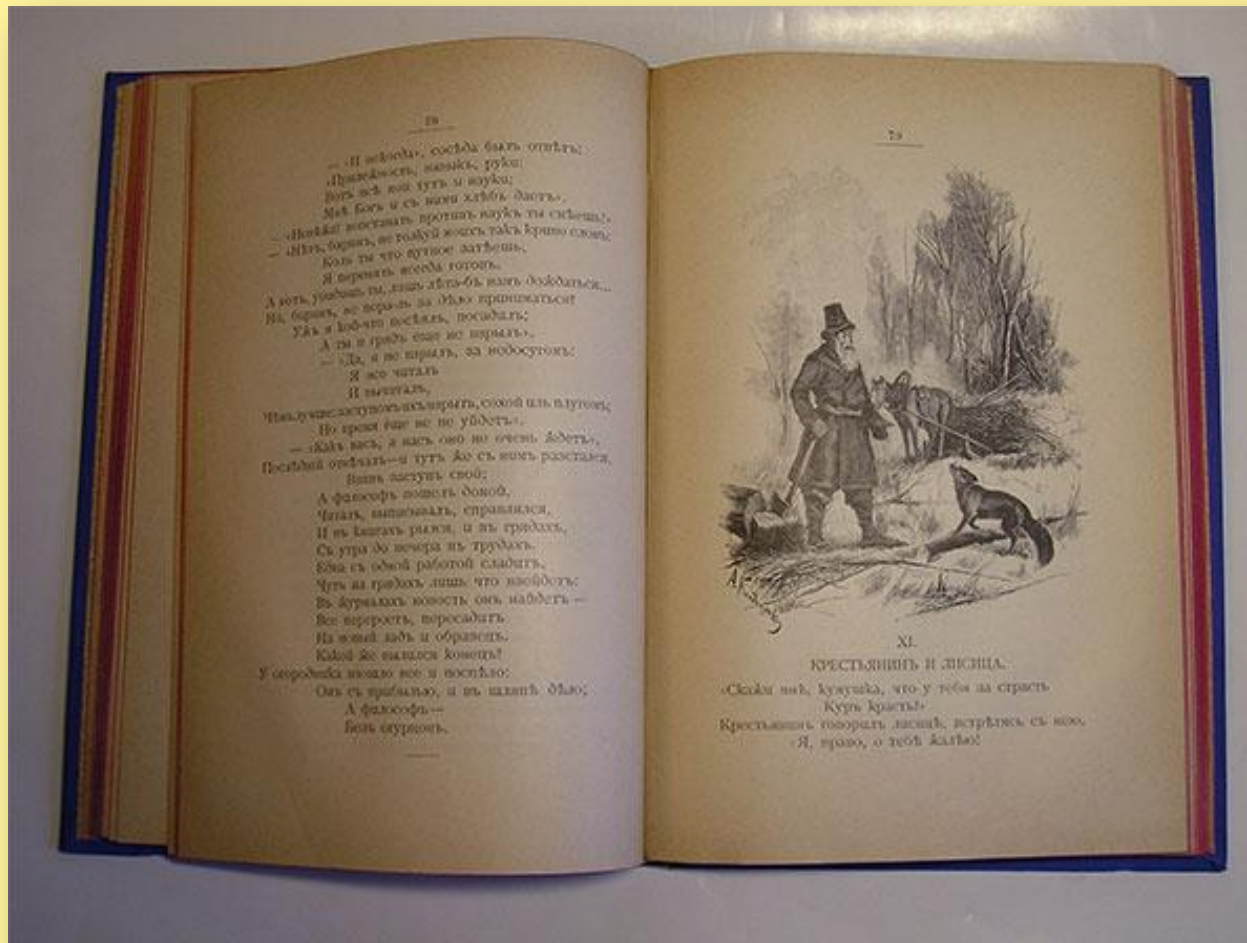 78
— «И всегда», сосѣда былъ отвѣтъ:
«Прилежность, навыкъ, руки:
Вотъ всѣ мои тутъ и науки;
Мнѣ Богъ и съ ними хлѣбъ даетъ».
— «Невѣжа! возставать противъ наукъ ты смѣешь?»
— «Нѣтъ, баринъ, не толкуй моихъ такъ криво словъ:
Коль ты что путное затѣешь,
Я перенять всегда готовъ.
А вотъ, увидишь ты, лишь лѣта-бъ намъ дождаться...
Но, баринъ, не пора-ль за дѣло приниматься?
Ужъ я кой-что посѣялъ, посадилъ;
А ты и грядъ еще не взрылъ».
— «Да, я не взрылъ, за недосугомъ:
Я все читалъ
И вычиталъ,
Чѣмъ лучше: заступомъ ихъ взрыть, сохой иль плугомъ;
Но время еще не уйдетъ».
— «Какъ васъ, а насъ оно не очень ждетъ»,
Послѣдній отвѣчалъ—и тутъ же съ нимъ разстался,
Взявъ заступъ свой;
А философъ пошелъ домой,
Читалъ, выписывалъ, справлялся,
И въ книгахъ рылся, и въ грядахъ,
Съ утра до вечера въ трудахъ.
Едва съ одной работой сладитъ,
Чуть на грядахъ лишь что взойдетъ:
Въ журналахъ новость онъ найдетъ—
Все перероетъ, пересадитъ
На новый ладъ и образецъ.
Какой же вылился конецъ?
У огородника взошло все и поспѣло:
Онъ съ прибылью, и въ шляпѣ дѣло;
А философъ—
Безъ огурцовъ.
79
XI.
КРЕСТЬЯНИНЪ И ЛИСИЦА.
«Скажи мнѣ, кумушка, что у тебя за страсть
Куръ красть?»
Крестьянинъ говорилъ лисицѣ, встрѣтясь съ нею.
«Я, право, о тебѣ жалѣю!